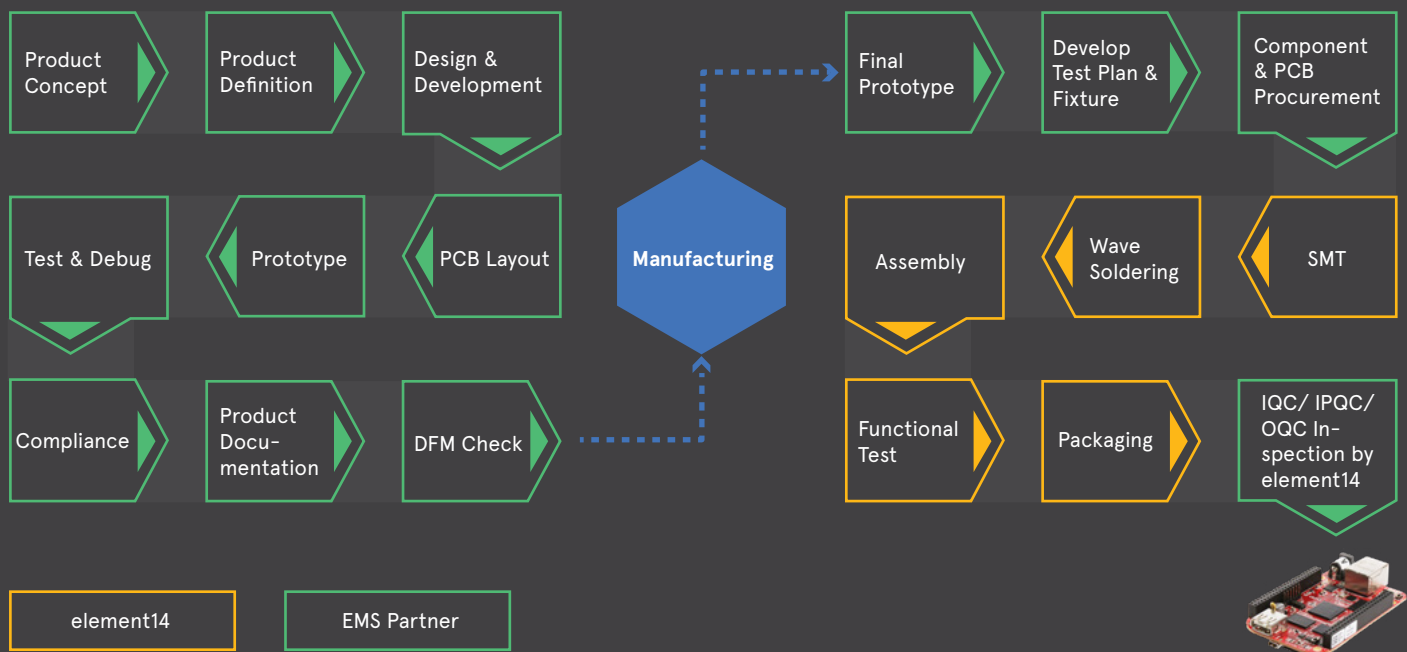 Product
Concept
Product
Definition
Design &
Development
PCB Layout
Prototype
Test & Debug
Compliance
Product
Docu-
mentation
DFM Check
Manufacturing
Final
Prototype
Develop
Test Plan &
Fixture
Component
& PCB
Procurement
SMT
Wave
Soldering
Assembly
Functional
Test
Packaging
IQC/ IPQC/
OQC In-
spection by
element14
element14
EMS Partner